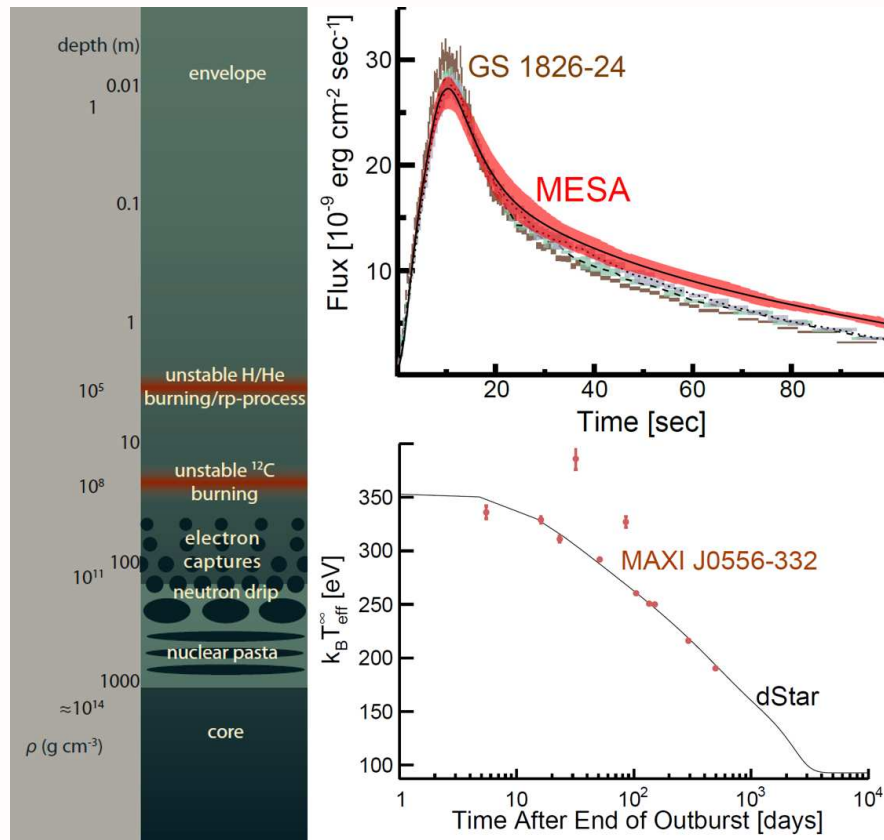 depth (m)
0.01
1
0.1
1
10⁵
10
10⁸
100
10¹¹
1000
≈10¹⁴
ρ (g cm⁻³)
envelope
unstable H/He
burning/rp-process
unstable ¹²C
burning
electron
captures
neutron drip
nuclear pasta
core
Flux [10⁻⁹ erg cm⁻² sec⁻¹]
30
20
10
GS 1826-24
MESA
20
40
60
80
Time [sec]
k_B T_eff^∞ [eV]
350
300
250
200
150
100
MAXI J0556-332
dStar
1
10
10²
10³
10⁴
Time After End of Outburst [days]